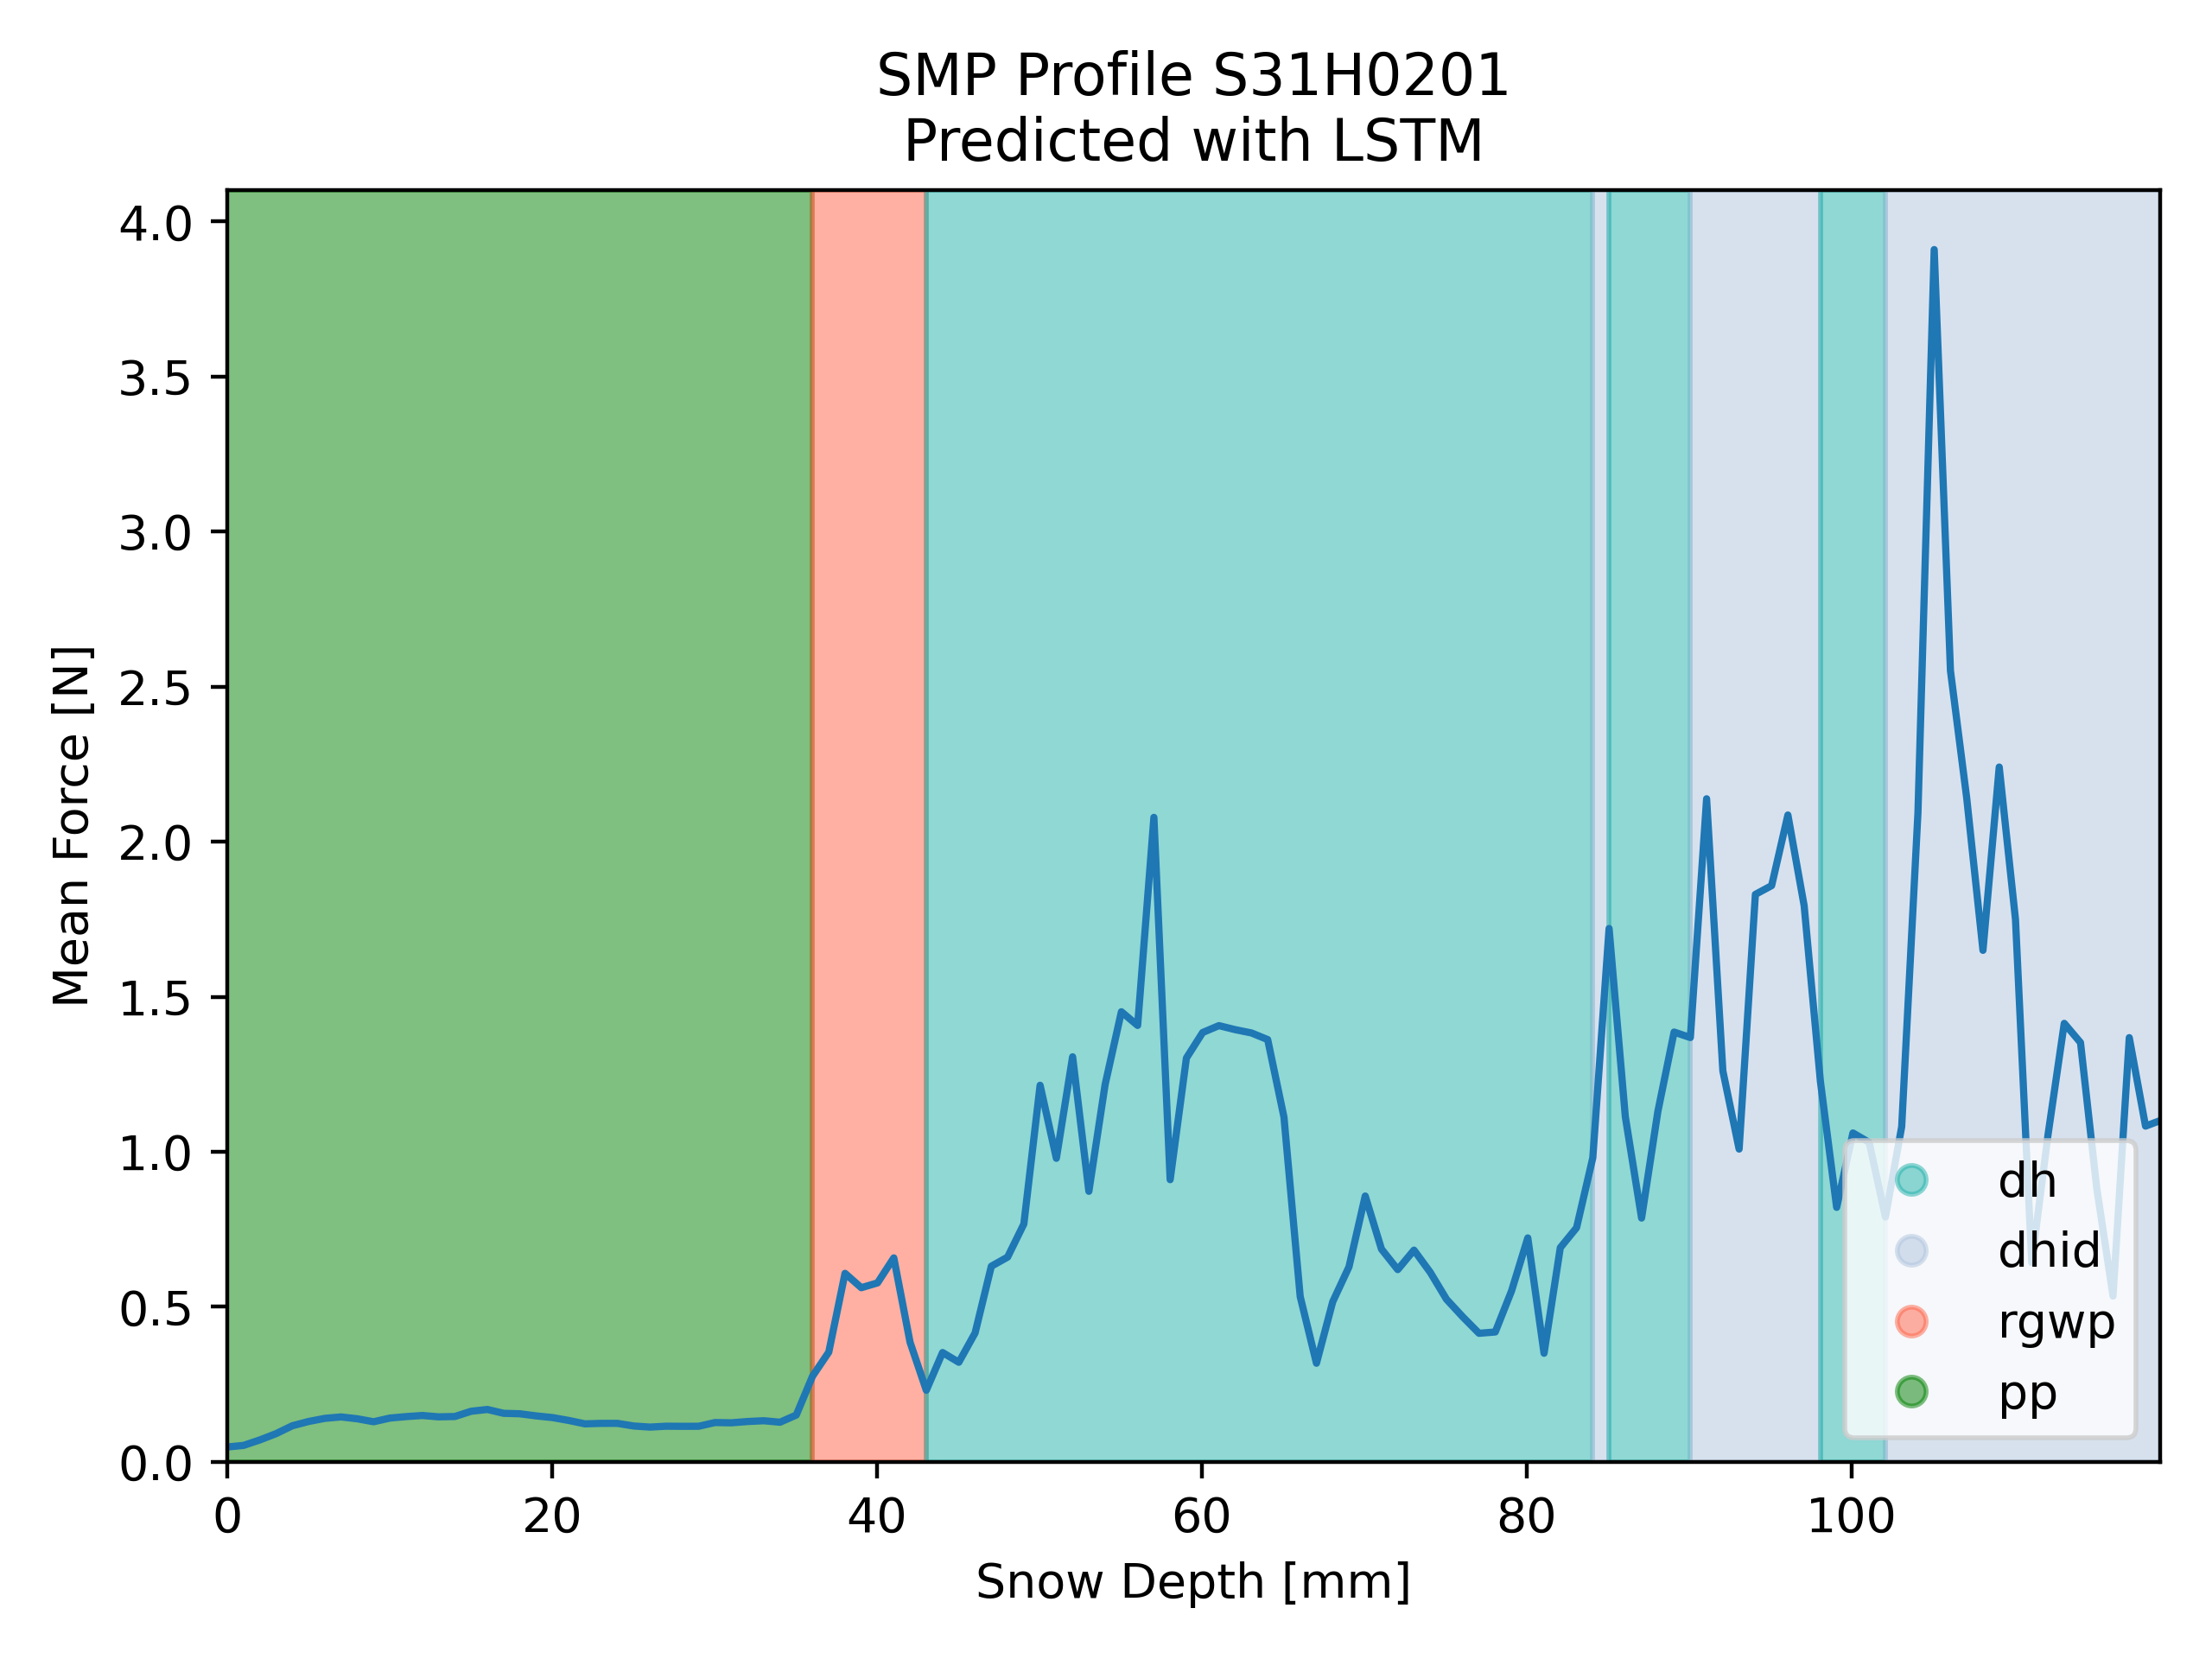 SMP Profile S31H0201
Predicted with LSTM
4.0
3.5
3.0
2.5
2.0
1.5
1.0
0.5
0.0
Mean Force [N]
dh
dhid
rgwp
pp
0 20 40 60 80 100
Snow Depth [mm]